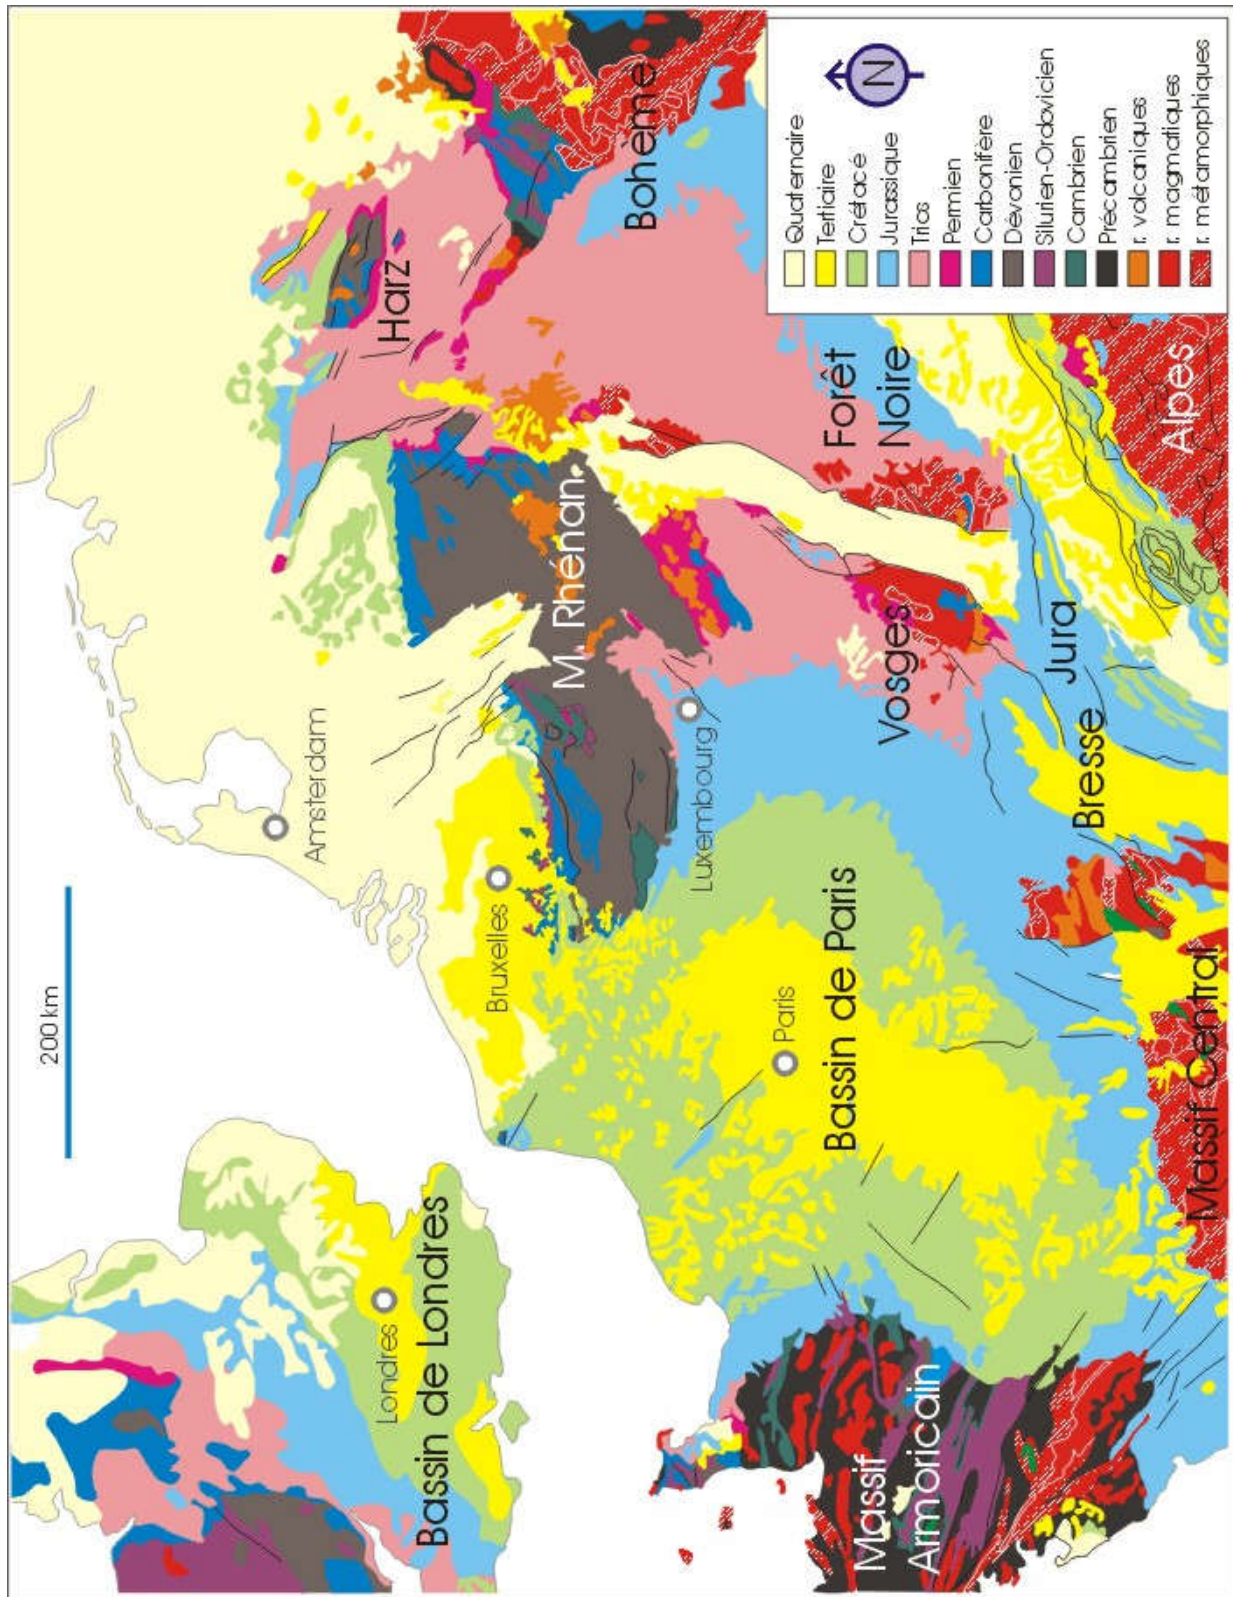 200 km
Amsterdam
Londres
Bassin de Londres
Harz
Bruxelles
M. Rhénan
Bohème
Luxembourg
Paris
Bassin de Paris
Massif
Armoricain
Vosges
Forêt
Noire
Jura
Bresse
Massif Central
Alpes
N
Quaternaire
Tertiaire
Crétacé
Jurassique
Trias
Permien
Carbonifère
Dévonien
Silurien-Ordovicien
Cambrien
Précambrien
r. volcaniques
r. magmatiques
r. métamorphiques